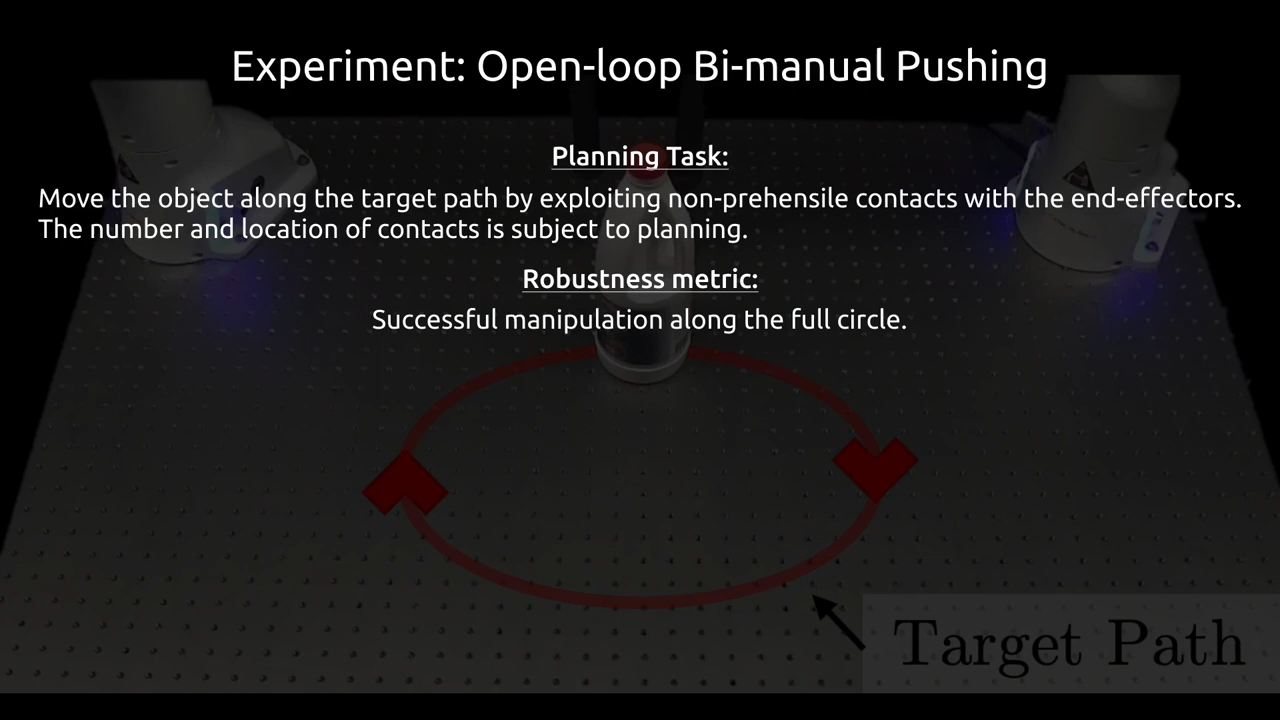 Experiment: Open-loop Bi-manual Pushing
Planning Task:
Move the object along the target path by exploiting non-prehensile contacts with the end-effectors.
The number and location of contacts is subject to planning.
Robustness metric:
Successful manipulation along the full circle.
Target Path